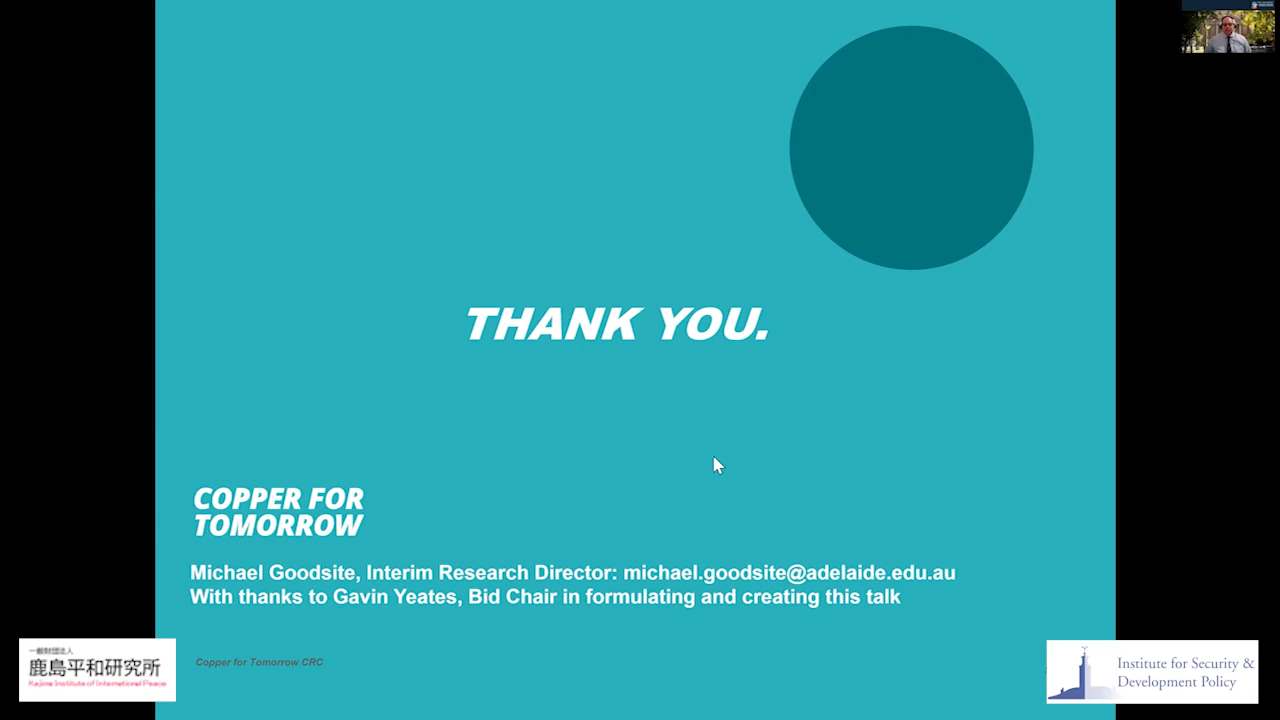 THANK YOU.
COPPER FOR
TOMORROW
Michael Goodsite, Interim Research Director: michael.goodsite@adelaide.edu.au
With thanks to Gavin Yeates, Bid Chair in formulating and creating this talk
Copper for Tomorrow CRC
一般財団法人
鹿島平和研究所
Kajima Institute of International Peace
Institute for Security &
Development Policy